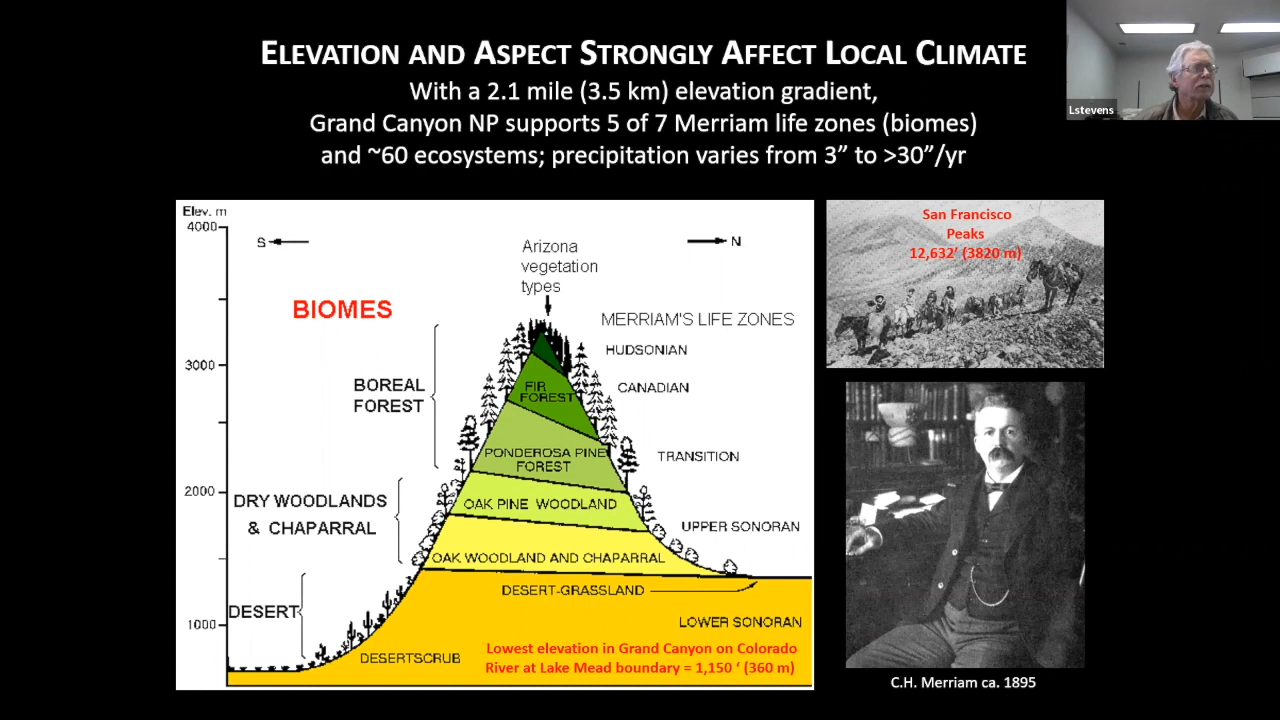 ELEVATION AND ASPECT STRONGLY AFFECT LOCAL CLIMATE
With a 2.1 mile (3.5 km) elevation gradient,
Grand Canyon NP supports 5 of 7 Merriam life zones (biomes)
and ~60 ecosystems; precipitation varies from 3” to >30”/yr
Lstevens
Elev. m
4000
S
N
Arizona
vegetation
types
BIOMES
MERRIAM'S LIFE ZONES
HUDSONIAN
3000
BOREAL
FOREST
FIR
FOREST
CANADIAN
PONDEROSA PINE
FOREST
TRANSITION
2000
DRY WOODLANDS
& CHAPARRAL
OAK PINE WOODLAND
UPPER SONORAN
OAK WOODLAND AND CHAPARRAL
DESERT-GRASSLAND
DESERT
1000
LOWER SONORAN
DESERTSCRUB
Lowest elevation in Grand Canyon on Colorado
River at Lake Mead boundary = 1,150 ‘ (360 m)
San Francisco
Peaks
12,632’ (3820 m)
C.H. Merriam ca. 1895